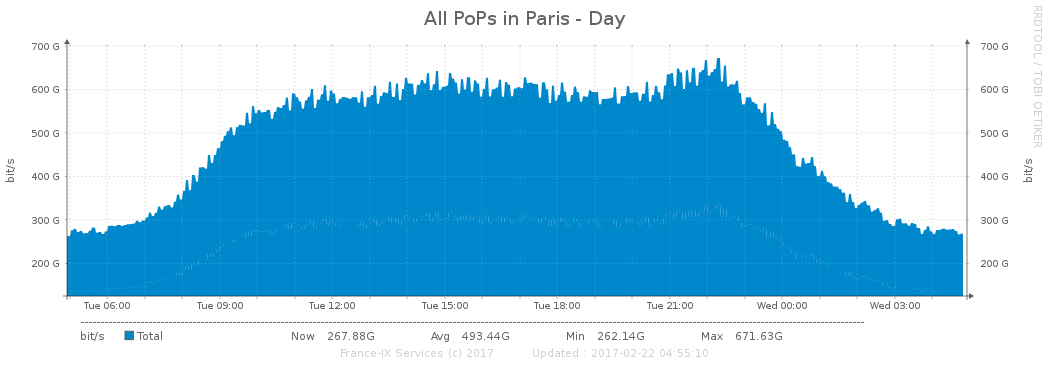 All PoPs in Paris - Day
RRDTOOL / TOBI OETIKER
700 G 700 G
600 G 600 G
500 G 500 G
400 G 400 G
300 G 300 G
200 G 200 G
bit/s bit/s
Tue 06:00 Tue 09:00 Tue 12:00 Tue 15:00 Tue 18:00 Tue 21:00 Wed 00:00 Wed 03:00
bit/s Total Now 267.88G Avg 493.44G Min 262.14G Max 671.63G
France-IX Services (c) 2017 Updated : 2017-02-22 04:55:10